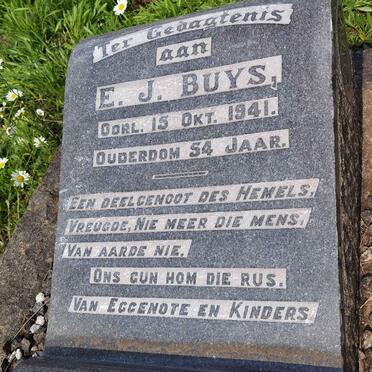 Ter Gedagtenis
aan
E. J. BUYS,
OORL. 15 OKT. 1941.
OUDERDOM 54 JAAR.
EEN DEELGENOOT DES HEMELS,
VREUGDE, NIE MEER DIE MENS,
VAN AARDE NIE.
ONS GUN HOM DIE RUS.
VAN EGGENOTE EN KINDERS